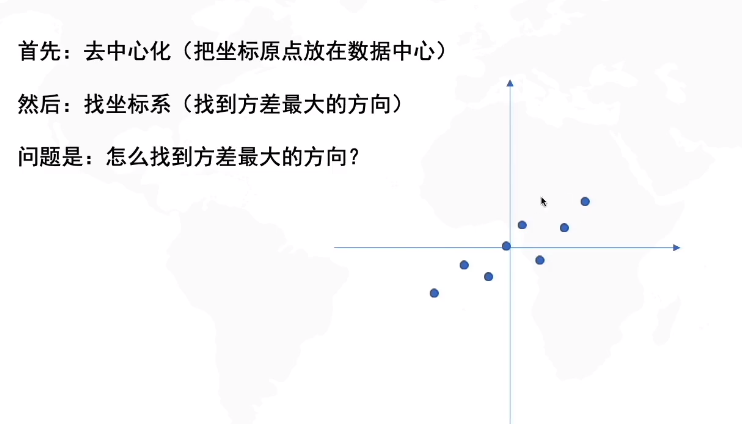 首先：去中心化（把坐标原点放在数据中心）
然后：找坐标系（找到方差最大的方向）
问题是：怎么找到方差最大的方向？